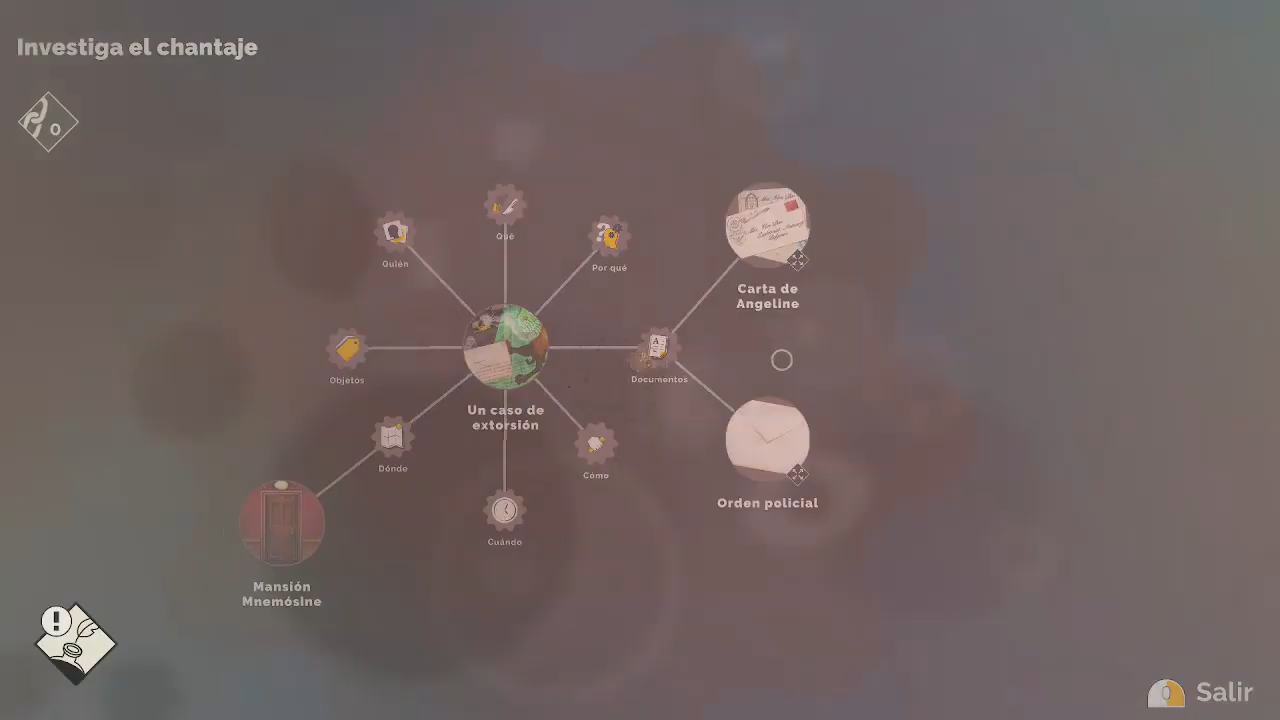 Investiga el chantaje
0
Qué
Quién
Por qué
Carta de
Angeline
Objetos
Documentos
Un caso de
extorsión
Dónde
Cómo
Orden policial
Cuándo
Mansión
Mnemósine
!
Salir